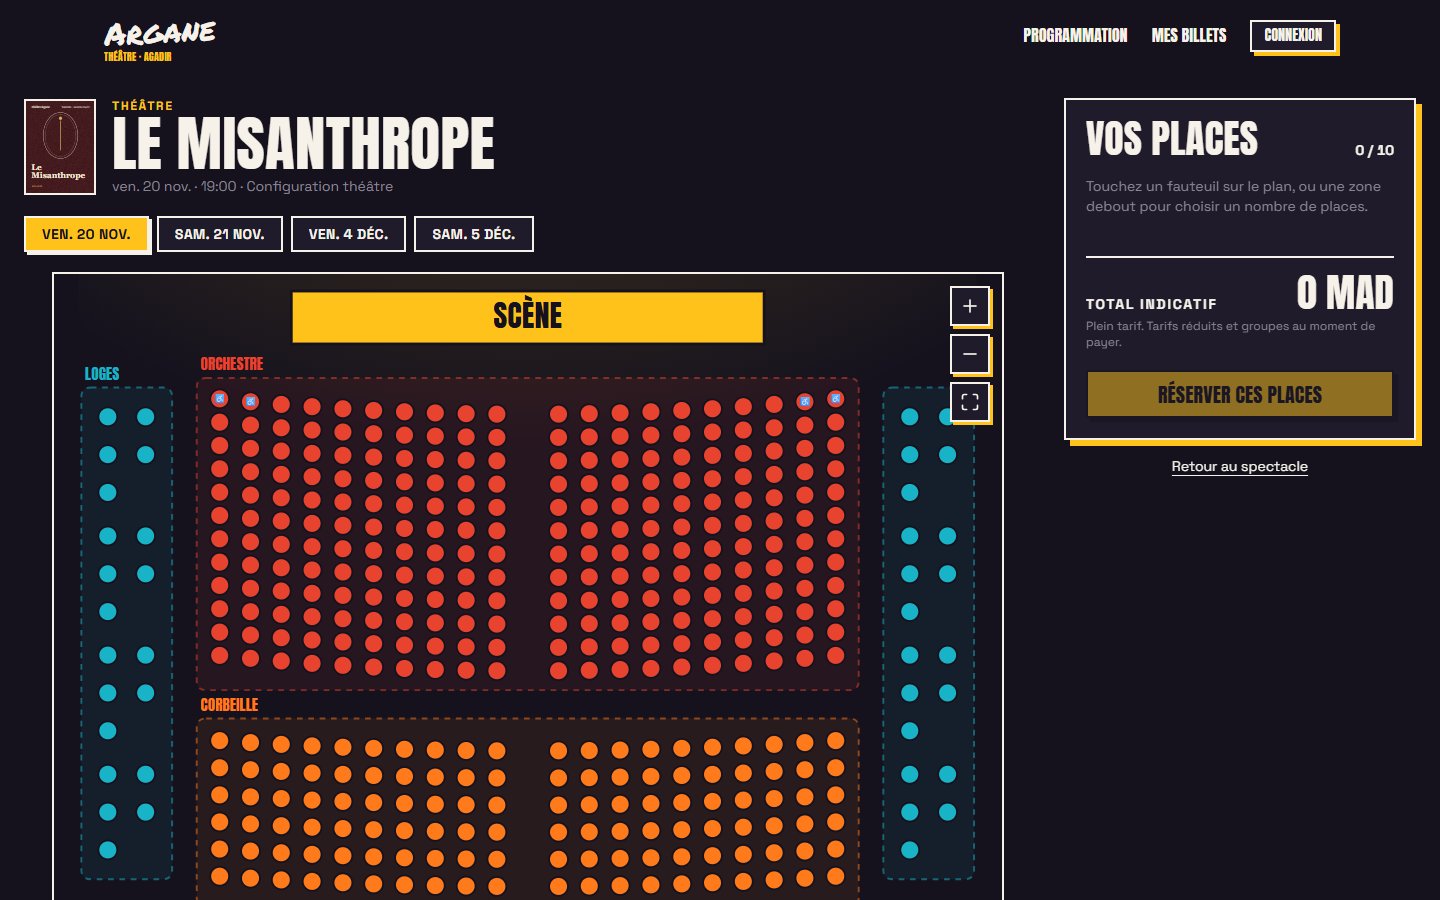 ARGANE
THÉÂTRE · AGADIR
PROGRAMMATION
MES BILLETS
CONNEXION
Le
Misanthrope
THÉÂTRE
LE MISANTHROPE
ven. 20 nov. · 19:00 · Configuration théâtre
VEN. 20 NOV.
SAM. 21 NOV.
VEN. 4 DÉC.
SAM. 5 DÉC.
SCÈNE
LOGES
ORCHESTRE
CORBEILLE
VOS PLACES
0 / 10
Touchez un fauteuil sur le plan, ou une zone
debout pour choisir un nombre de places.
TOTAL INDICATIF
0 MAD
Plein tarif. Tarifs réduits et groupes au moment de
payer.
RÉSERVER CES PLACES
Retour au spectacle